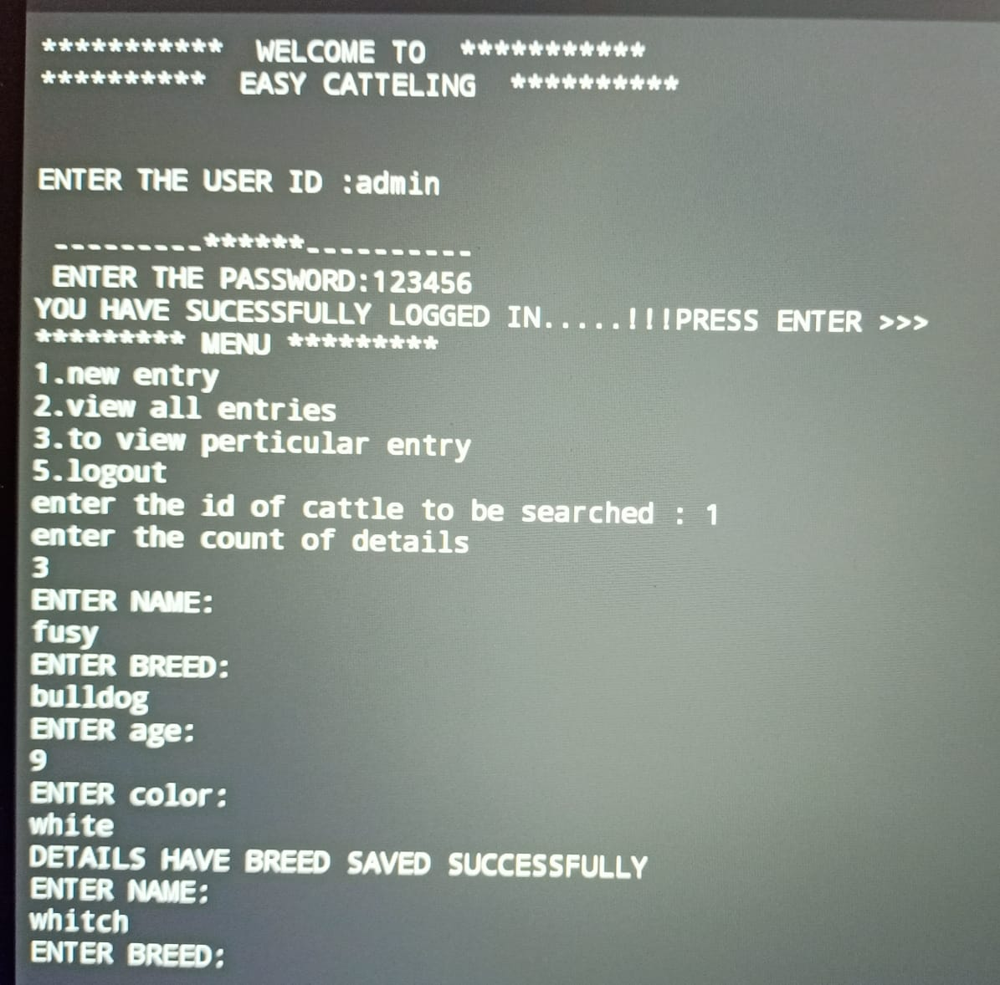 *********** WELCOME TO ***********
********** EASY CATTELING **********
ENTER THE USER ID :admin
_________******__________
ENTER THE PASSWORD:123456
YOU HAVE SUCESSFULLY LOGGED IN.....!!!PRESS ENTER >>>
********* MENU *********
1.new entry
2.view all entries
3.to view perticular entry
5.logout
enter the id of cattle to be searched : 1
enter the count of details
3
ENTER NAME:
fusy
ENTER BREED:
bulldog
ENTER age:
9
ENTER color:
white
DETAILS HAVE BREED SAVED SUCCESSFULLY
ENTER NAME:
whitch
ENTER BREED: